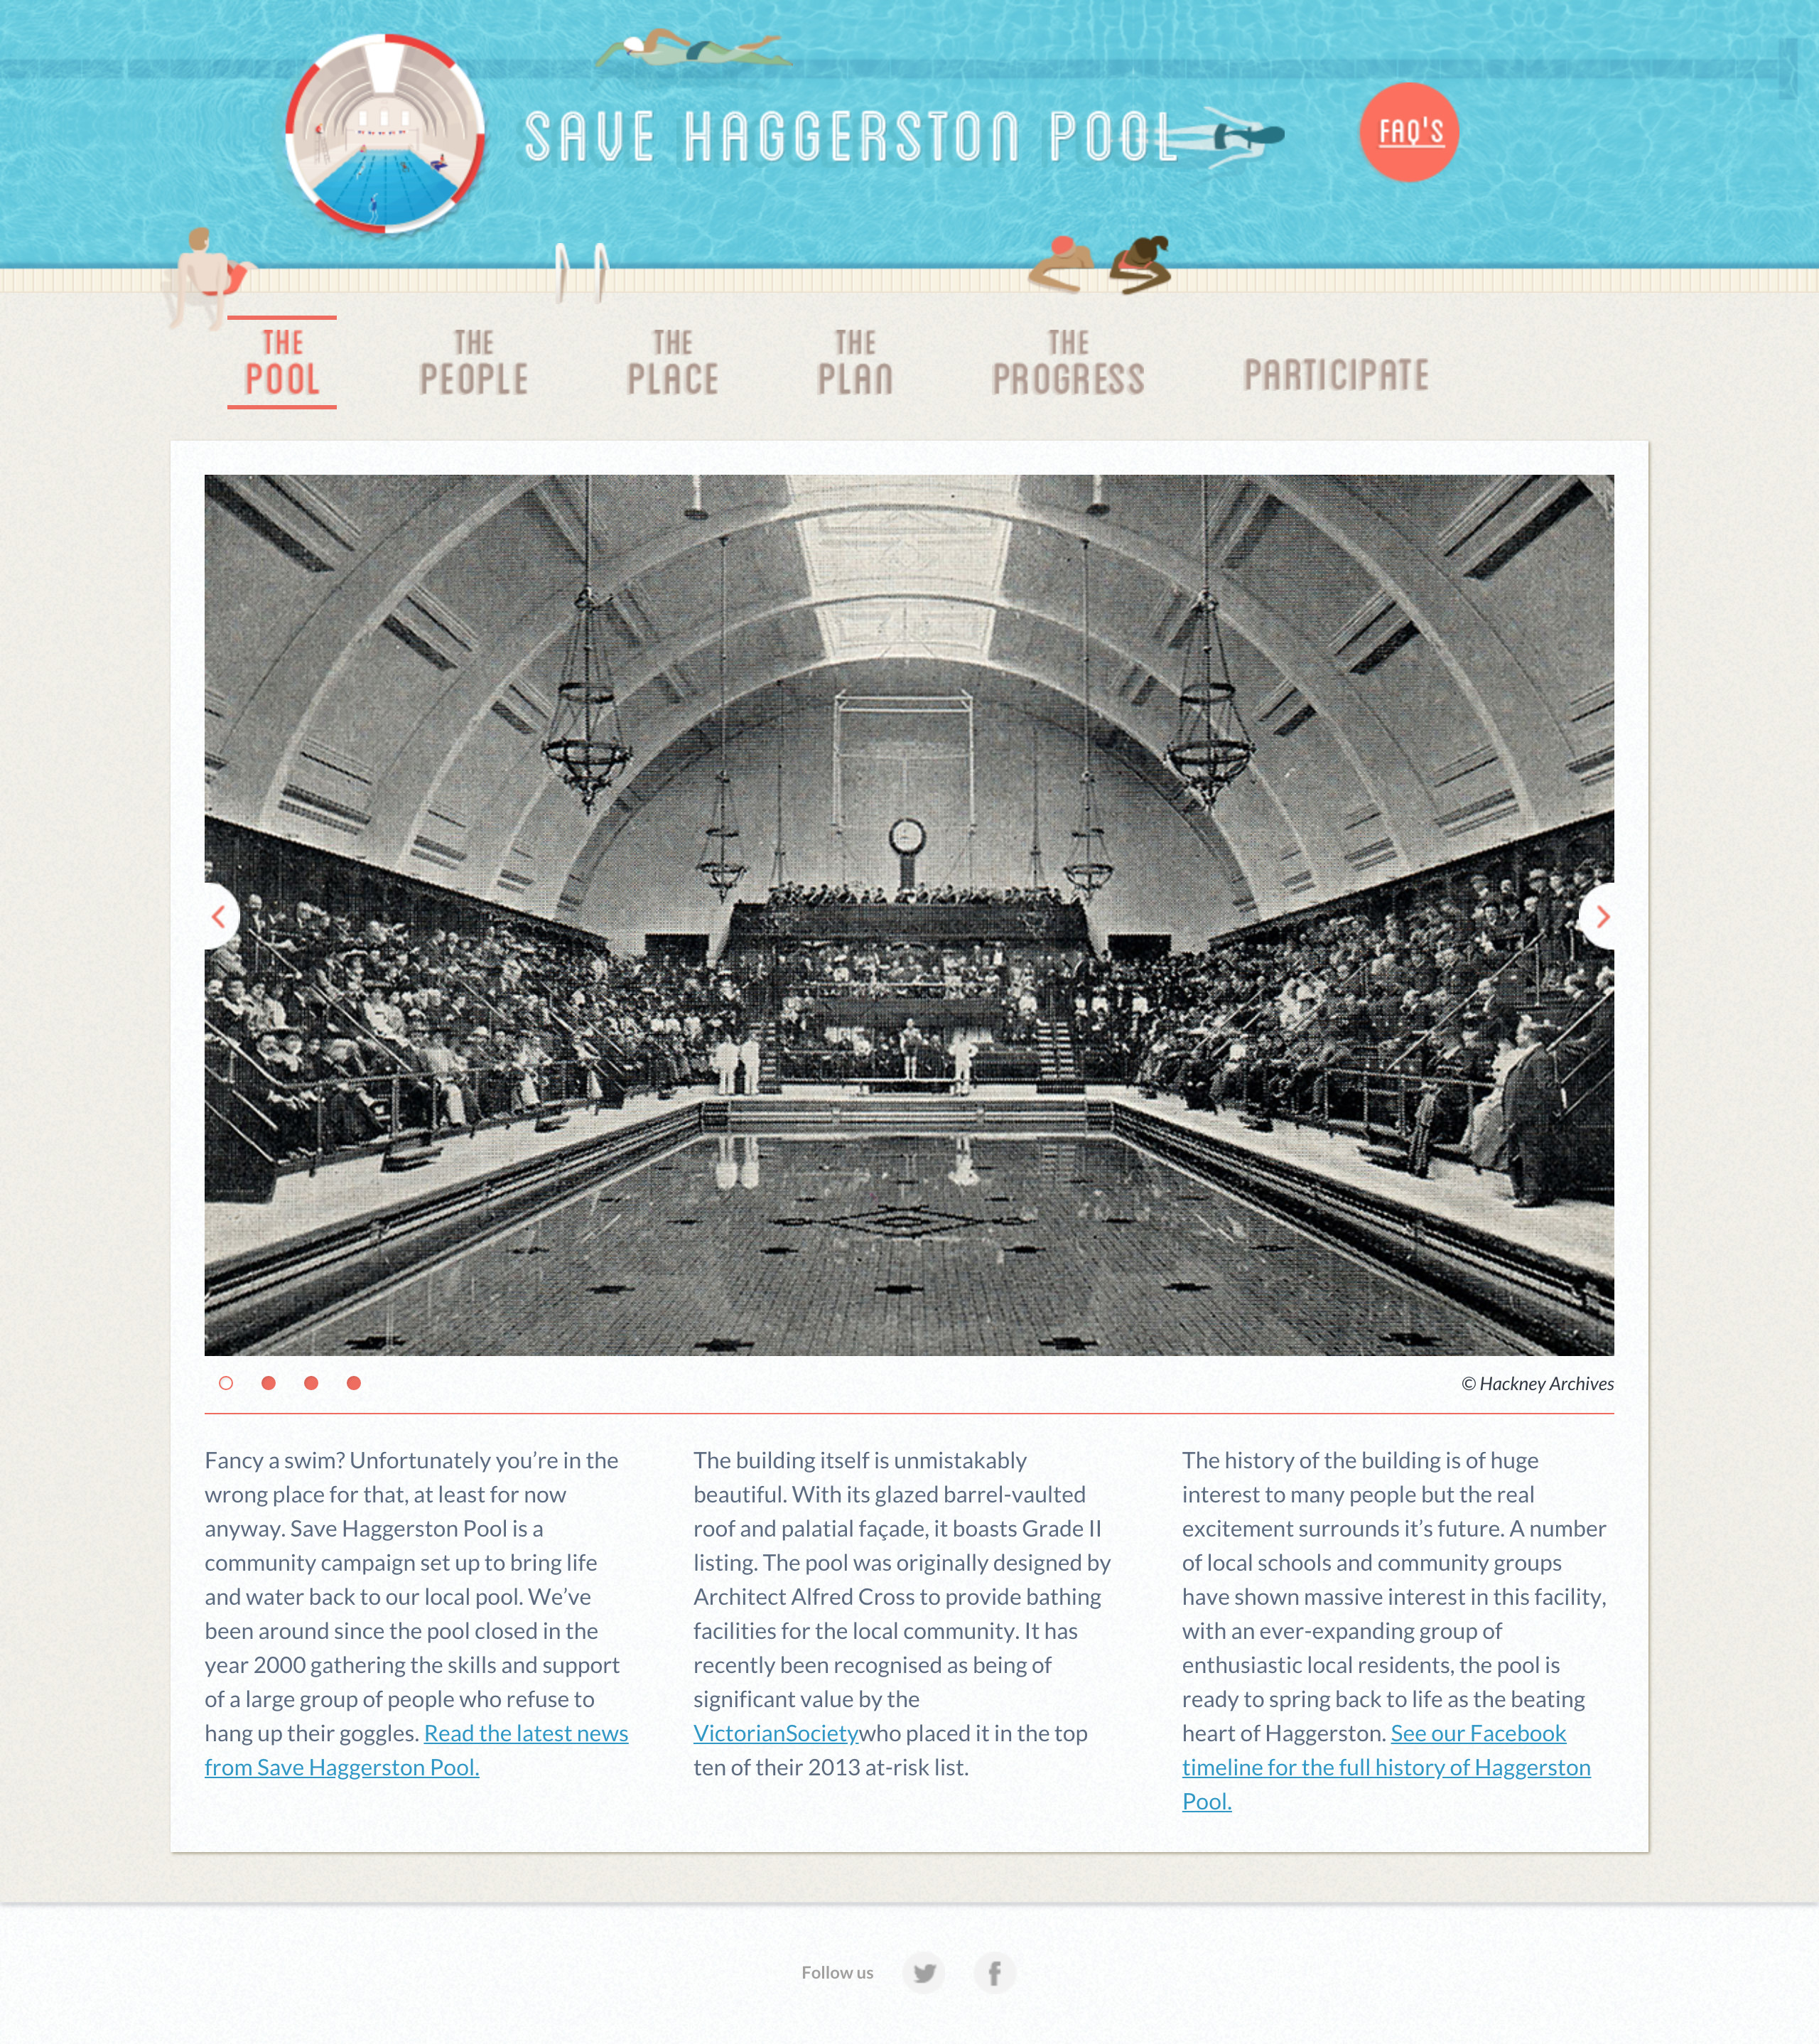 SAVE HAGGERSTON POOL
FAQ'S
THE
POOL
THE
PEOPLE
THE
PLACE
THE
PLAN
THE
PROGRESS
PARTICIPATE
© Hackney Archives
Fancy a swim? Unfortunately you’re in the
wrong place for that, at least for now
anyway. Save Haggerston Pool is a
community campaign set up to bring life
and water back to our local pool. We’ve
been around since the pool closed in the
year 2000 gathering the skills and support
of a large group of people who refuse to
hang up their goggles. Read the latest news
from Save Haggerston Pool.
The building itself is unmistakably
beautiful. With its glazed barrel-vaulted
roof and palatial façade, it boasts Grade II
listing. The pool was originally designed by
Architect Alfred Cross to provide bathing
facilities for the local community. It has
recently been recognised as being of
significant value by the
VictorianSocietywho placed it in the top
ten of their 2013 at-risk list.
The history of the building is of huge
interest to many people but the real
excitement surrounds it’s future. A number
of local schools and community groups
have shown massive interest in this facility,
with an ever-expanding group of
enthusiastic local residents, the pool is
ready to spring back to life as the beating
heart of Haggerston. See our Facebook
timeline for the full history of Haggerston
Pool.
Follow us